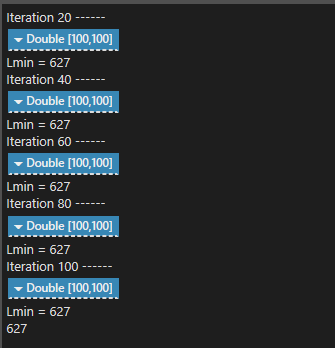 Iteration 20 ------
Double [100,100]
Lmin = 627
Iteration 40 ------
Double [100,100]
Lmin = 627
Iteration 60 ------
Double [100,100]
Lmin = 627
Iteration 80 ------
Double [100,100]
Lmin = 627
Iteration 100 ------
Double [100,100]
Lmin = 627
627